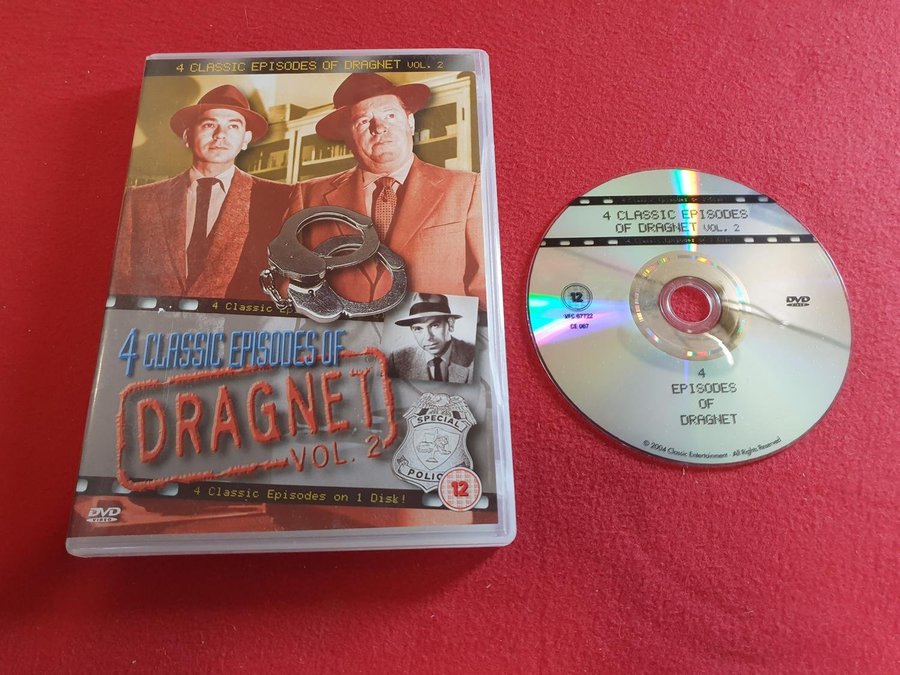 4 CLASSIC EPISODES OF DRAGNET VOL. 2
4 Classic Ep
4 CLASSIC EPISODES OF
DRAGNET
VOL. 2
SPECIAL
POLICE
12
4 Classic Episodes on 1 Disk!
DVD
VIDEO
4 CLASSIC EPISODES
OF DRAGNET VOL. 2
12
DVD
VIDEO
VFC 67722
CE 067
4
EPISODES
OF
DRAGNET
© 2004 Classic Entertainment · All Rights Reserved